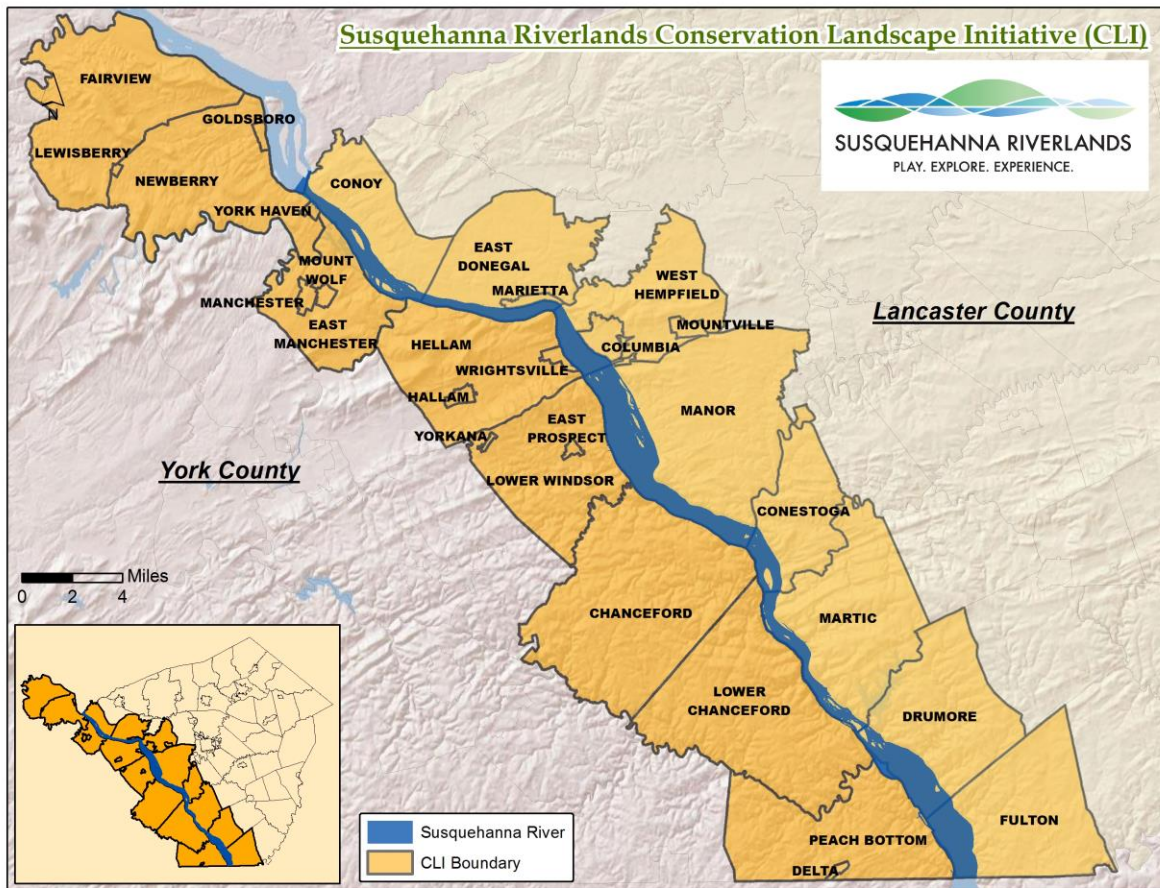 Susquehanna Riverlands Conservation Landscape Initiative (CLI)
SUSQUEHANNA RIVERLANDS
PLAY. EXPLORE. EXPERIENCE.
FAIRVIEW
N
GOLDSBORO
LEWISBERRY
NEWBERRY
CONOY
YORK HAVEN
EAST
DONEGAL
MOUNT
WOLF
WEST
HEMPFIELD
MARIETTA
MANCHESTER
Lancaster County
MOUNTVILLE
EAST
MANCHESTER
HELLAM
COLUMBIA
WRIGHTSVILLE
HALLAM
MANOR
EAST
PROSPECT
YORKANA
York County
LOWER WINDSOR
CONESTOGA
Miles
0 2 4
CHANCEFORD
MARTIC
LOWER
CHANCEFORD
DRUMORE
FULTON
PEACH BOTTOM
DELTA
Susquehanna River
CLI Boundary